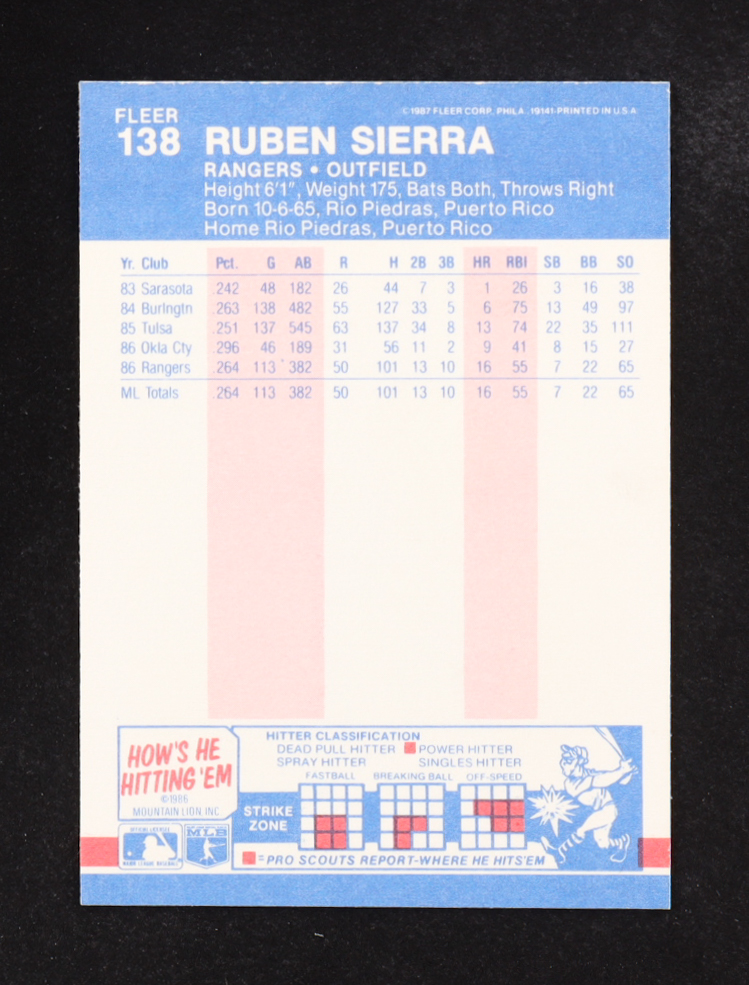 FLEER
138
©1987 FLEER CORP. PHILA. 19141-PRINTED IN U.S.A.
RUBEN SIERRA
RANGERS • OUTFIELD
Height 6'1", Weight 175, Bats Both, Throws Right
Born 10-6-65, Rio Piedras, Puerto Rico
Home Rio Piedras, Puerto Rico
Yr. Club Pct. G AB R H 2B 3B HR RBI SB BB SO
83 Sarasota .242 48 182 26 44 7 3 1 26 3 16 38
84 Burlngtn .263 138 482 55 127 33 5 6 75 13 49 97
85 Tulsa .251 137 545 63 137 34 8 13 74 22 35 111
86 Okla Cty .296 46 189 31 56 11 2 9 41 8 15 27
86 Rangers .264 113 382 50 101 13 10 16 55 7 22 65
ML Totals .264 113 382 50 101 13 10 16 55 7 22 65
HOW'S HE
HITTING 'EM
©1986
MOUNTAIN LION, INC.
HITTER CLASSIFICATION
DEAD PULL HITTER POWER HITTER
SPRAY HITTER SINGLES HITTER
FASTBALL BREAKING BALL OFF-SPEED
STRIKE
ZONE
OFFICIAL LICENSEE
MAJOR LEAGUE BASEBALL
MLB
=PRO SCOUTS REPORT-WHERE HE HITS 'EM